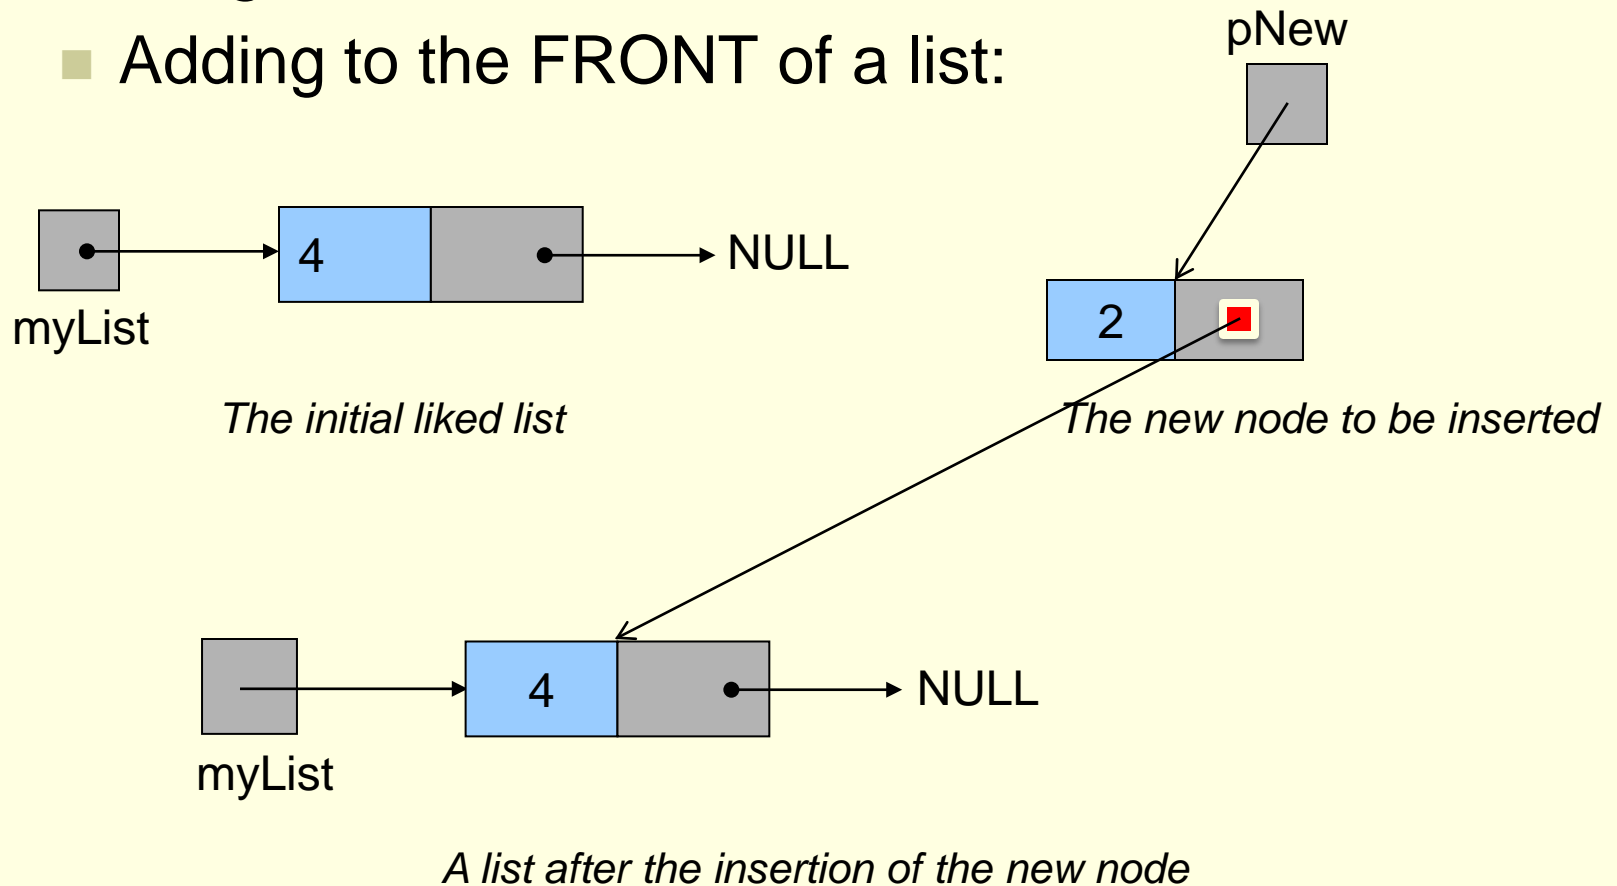 Adding to the FRONT of a list:
pNew
4
NULL
myList
2
The initial liked list
The new node to be inserted
4
NULL
myList
A list after the insertion of the new node